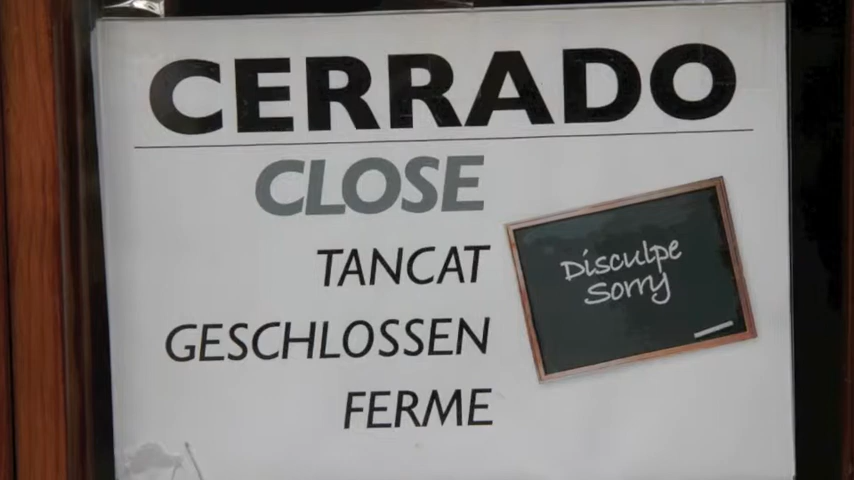 CERRADO
CLOSE
TANCAT
GESCHLOSSEN
FERME
Disculpe
Sorry